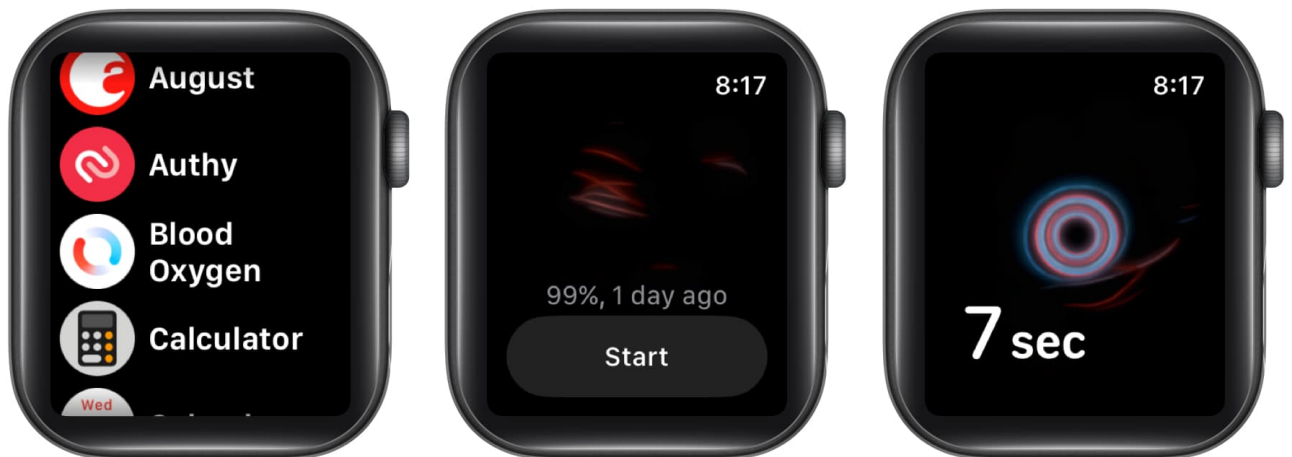 August
Authy
Blood
Oxygen
Calculator
Wed
8:17
99%, 1 day ago
Start
8:17
7 sec